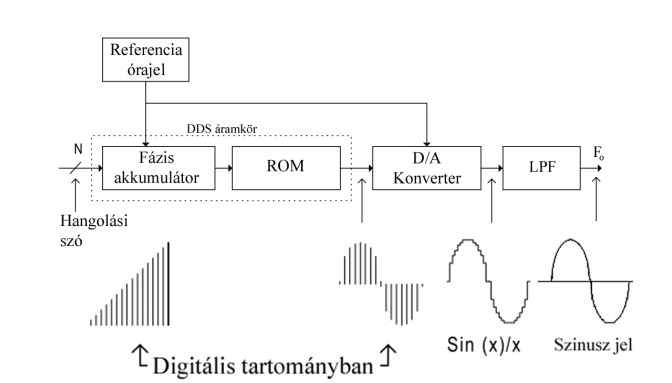 Referencia
órajel
DDS áramkör
N
Fázis
akkumulátor
ROM
D/A
Konverter
LPF
Fo
Hangolási
szó
Sin (x)/x
Szinusz jel
Digitális tartományban